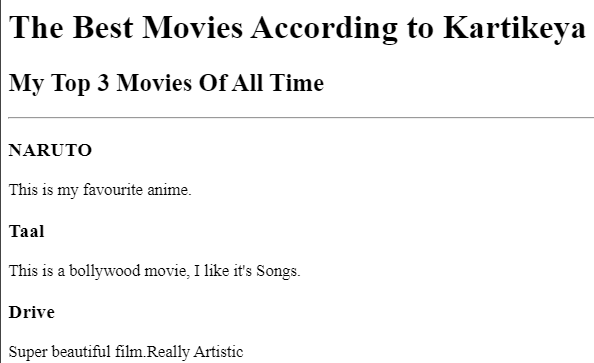 The Best Movies According to Kartikeya
My Top 3 Movies Of All Time
NARUTO
This is my favourite anime.
Taal
This is a bollywood movie, I like it's Songs.
Drive
Super beautiful film.Really Artistic